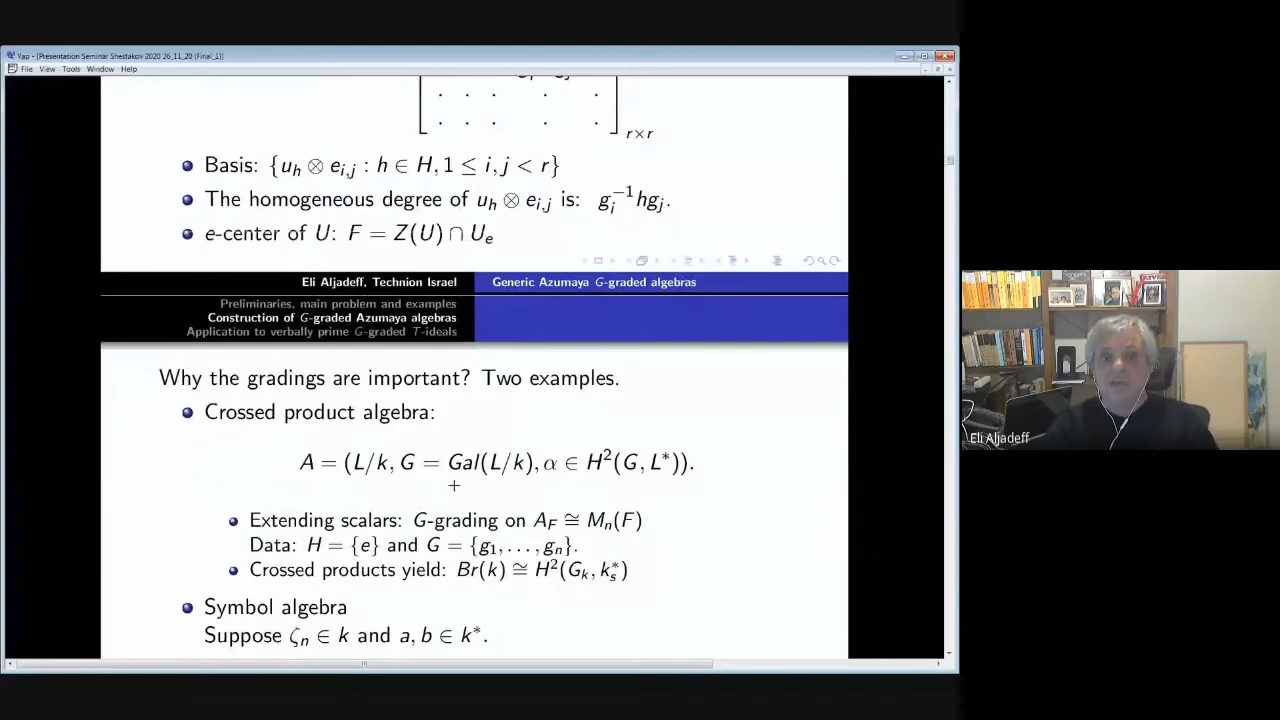 Yap - [Presentation Seminar Shestakov 2020 26_11_20 (Final_1)]
File View Tools Window Help
r×r
Basis: {u_h ⊗ e_{i,j} : h ∈ H, 1 ≤ i, j < r}
The homogeneous degree of u_h ⊗ e_{i,j} is: g_i^{-1}hg_j.
e-center of U: F = Z(U) ∩ U_e
Eli Aljadeff, Technion Israel Generic Azumaya G-graded algebras
Preliminaries, main problem and examples
Construction of G-graded Azumaya algebras
Application to verbally prime G-graded T-ideals
Why the gradings are important? Two examples.
Crossed product algebra:
A = (L/k, G = Gal(L/k), α ∈ H²(G, L*)).
Extending scalars: G-grading on A_F ≅ M_n(F)
Data: H = {e} and G = {g_1, . . . , g_n}.
Crossed products yield: Br(k) ≅ H²(G_k, k_s*)
Symbol algebra
Suppose ζ_n ∈ k and a, b ∈ k*.
Eli Aljadeff